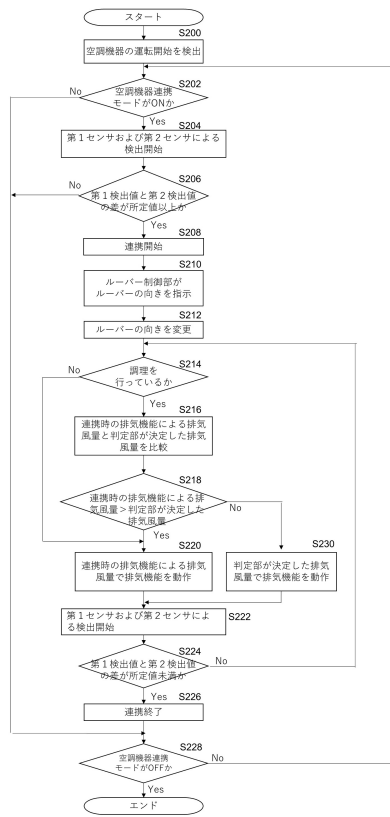 スタート
S200
空調機器の運転開始を検出
S202
No
空調機器連携
モードがONか
Yes
S204
第1センサおよび第2センサによる
検出開始
S206
No
第1検出値と第2検出値
の差が所定値以上か
Yes
S208
連携開始
S210
ルーバー制御部が
ルーバーの向きを指示
S212
ルーバーの向きを変更
S214
No
調理を
行っているか
Yes
S216
連携時の排気機能による排気
風量と判定部が決定した排気
風量を比較
S218
連携時の排気機能による排
気風量＞判定部が決定した
排気風量
No
Yes
S220
連携時の排気機能による排気
風量で排気機能を動作
S230
判定部が決定した排気
風量で排気機能を動作
S222
第1センサおよび第2センサによ
る検出開始
S224
第1検出値と第2検出値
の差が所定値未満か
No
Yes
S226
連携終了
S228
空調機器連携
モードがOFFか
No
Yes
エンド